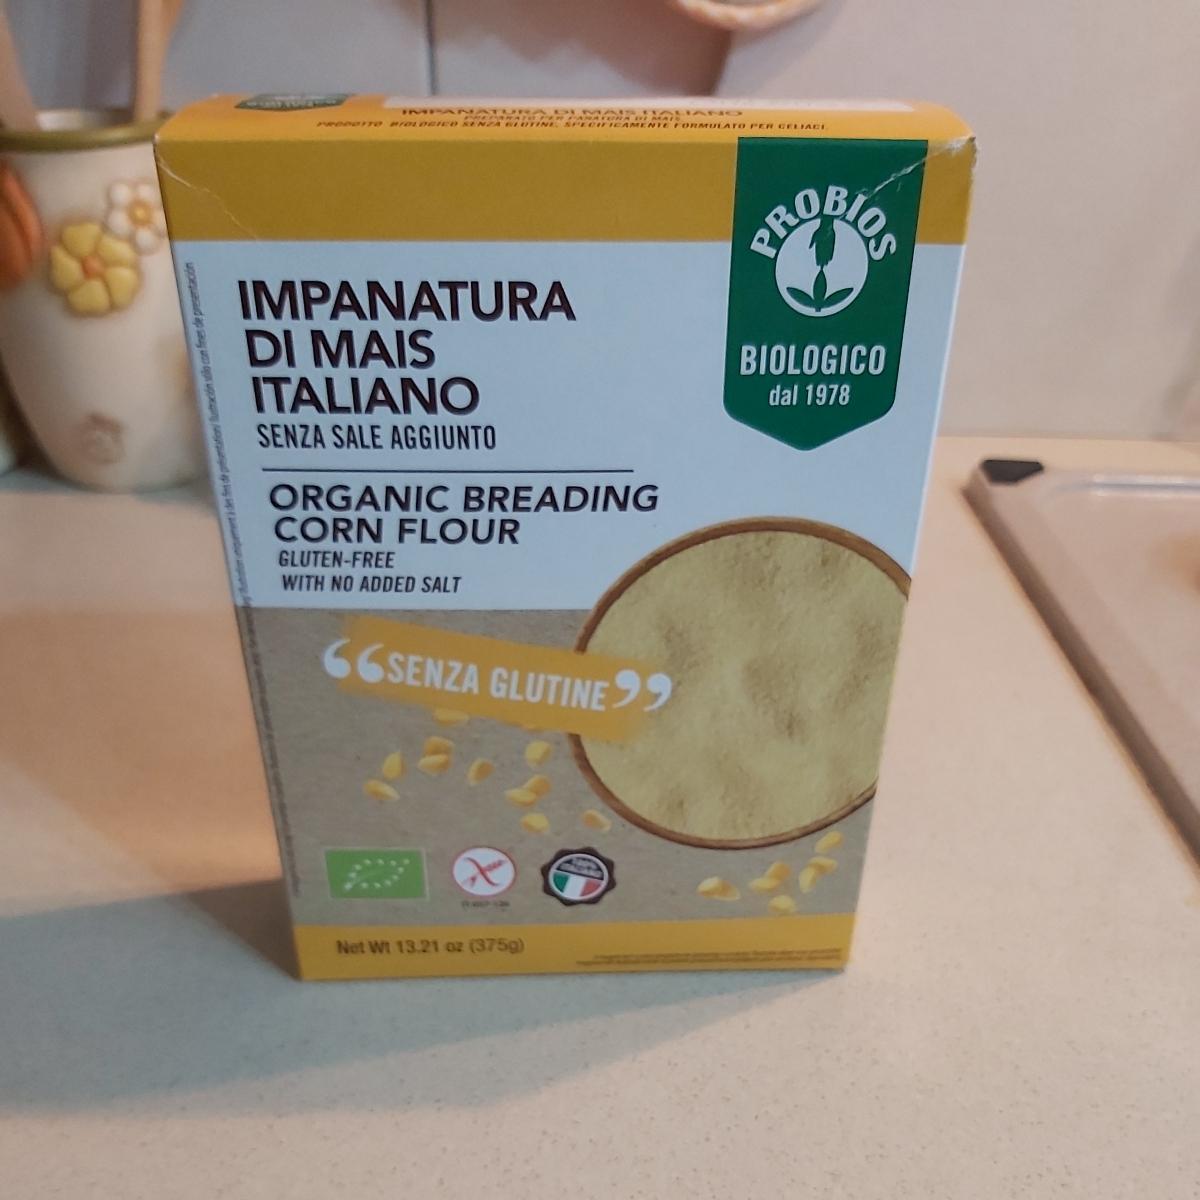 IMPANATURA DI MAIS ITALIANO
PREPARATO PER PANATURA DI MAIS.
PRODOTTO BIOLOGICO SENZA GLUTINE, SPECIFICAMENTE FORMULATO PER CELIACI.
PROBIOS
BIOLOGICO
dal 1978
IMPANATURA
DI MAIS
ITALIANO
SENZA SALE AGGIUNTO
ORGANIC BREADING
CORN FLOUR
GLUTEN-FREE
WITH NO ADDED SALT
“SENZA GLUTINE”
Net Wt 13.21 oz (375g)